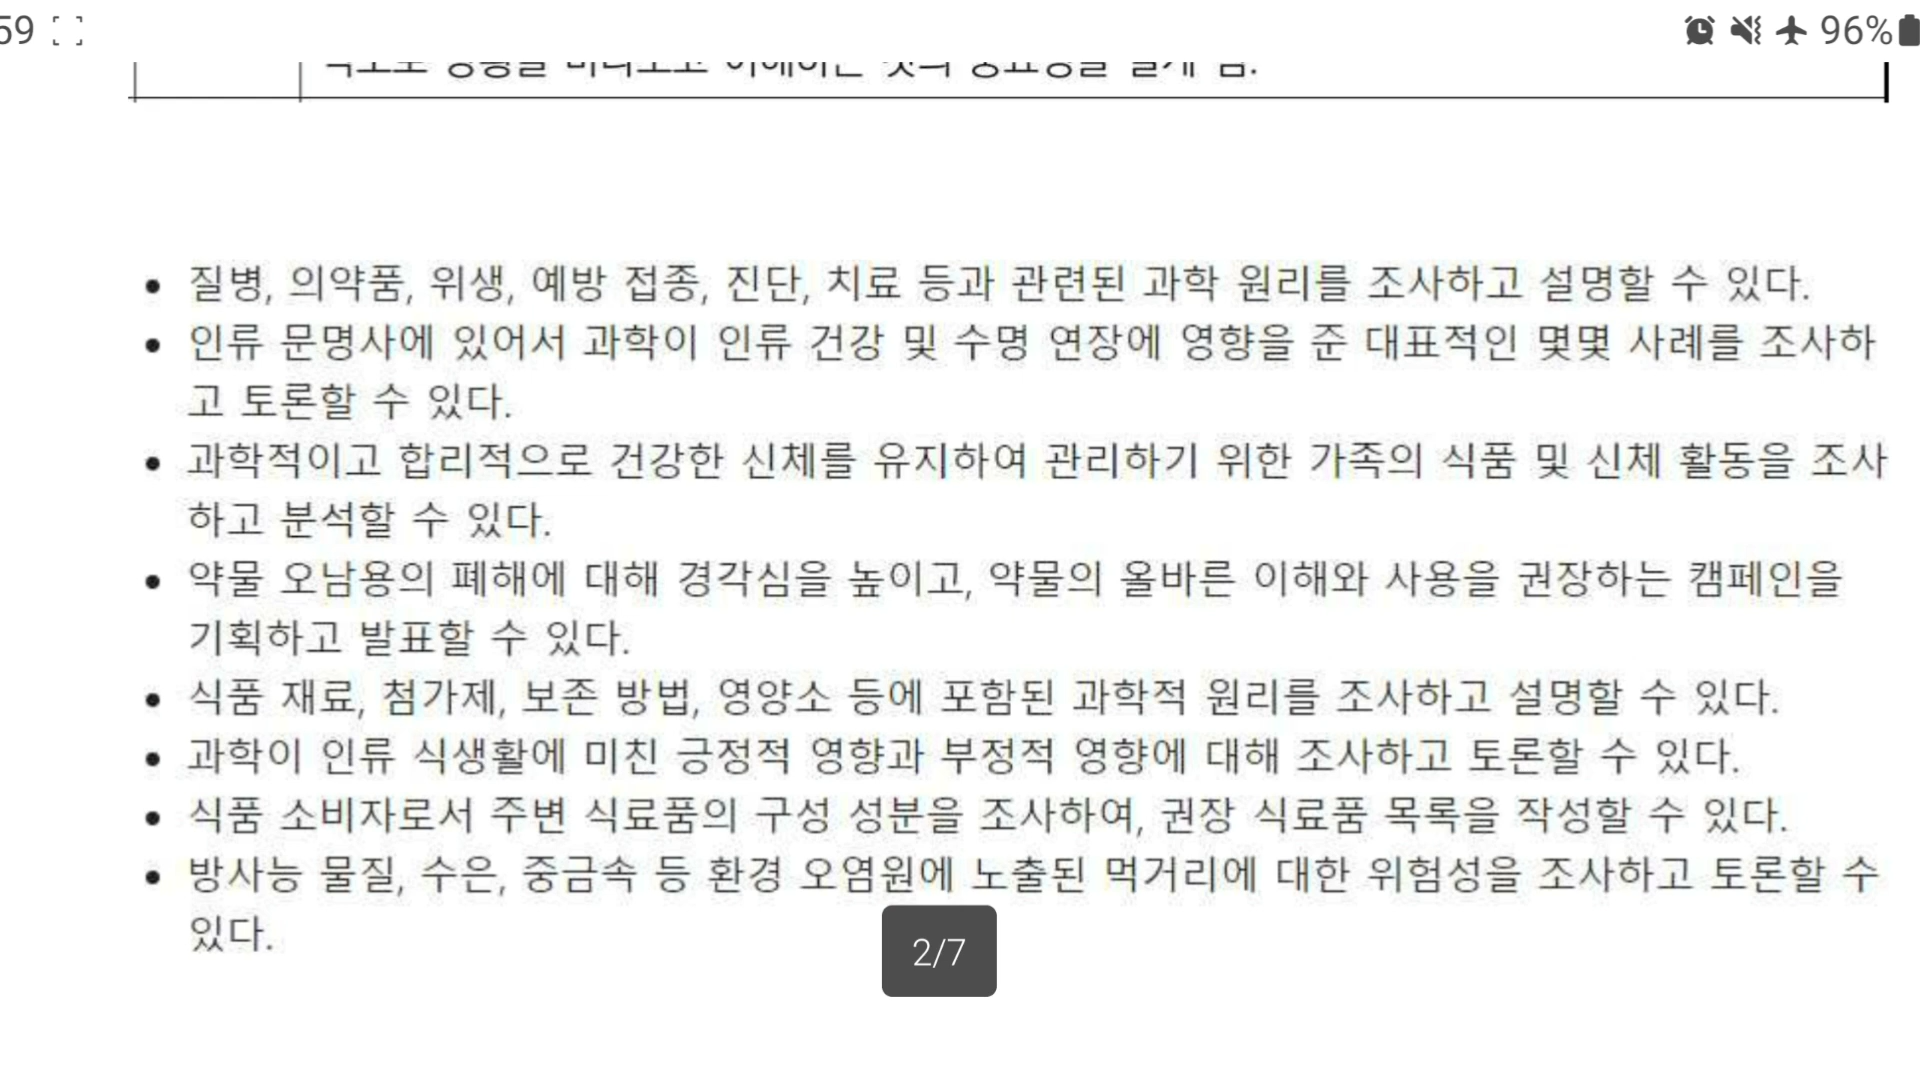 59
96%
• 질병, 의약품, 위생, 예방 접종, 진단, 치료 등과 관련된 과학 원리를 조사하고 설명할 수 있다.
• 인류 문명사에 있어서 과학이 인류 건강 및 수명 연장에 영향을 준 대표적인 몇몇 사례를 조사하
고 토론할 수 있다.
• 과학적이고 합리적으로 건강한 신체를 유지하여 관리하기 위한 가족의 식품 및 신체 활동을 조사
하고 분석할 수 있다.
• 약물 오남용의 폐해에 대해 경각심을 높이고, 약물의 올바른 이해와 사용을 권장하는 캠페인을
기획하고 발표할 수 있다.
• 식품 재료, 첨가제, 보존 방법, 영양소 등에 포함된 과학적 원리를 조사하고 설명할 수 있다.
• 과학이 인류 식생활에 미친 긍정적 영향과 부정적 영향에 대해 조사하고 토론할 수 있다.
• 식품 소비자로서 주변 식료품의 구성 성분을 조사하여, 권장 식료품 목록을 작성할 수 있다.
• 방사능 물질, 수은, 중금속 등 환경 오염원에 노출된 먹거리에 대한 위험성을 조사하고 토론할 수
있다.
2/7